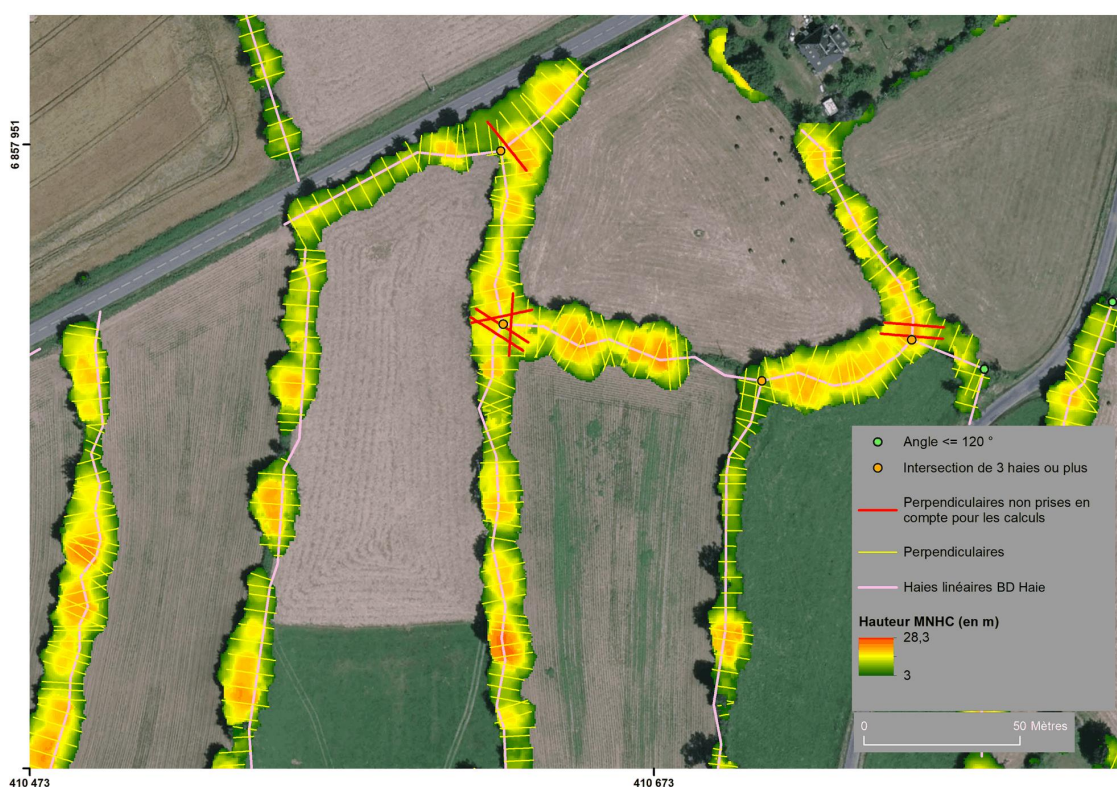 6 857 951
Angle <= 120 °
Intersection de 3 haies ou plus
Perpendiculaires non prises en
compte pour les calculs
Perpendiculaires
Haies linéaires BD Haie
Hauteur MNHC (en m)
28,3
3
0
50 Mètres
410 473
410 673